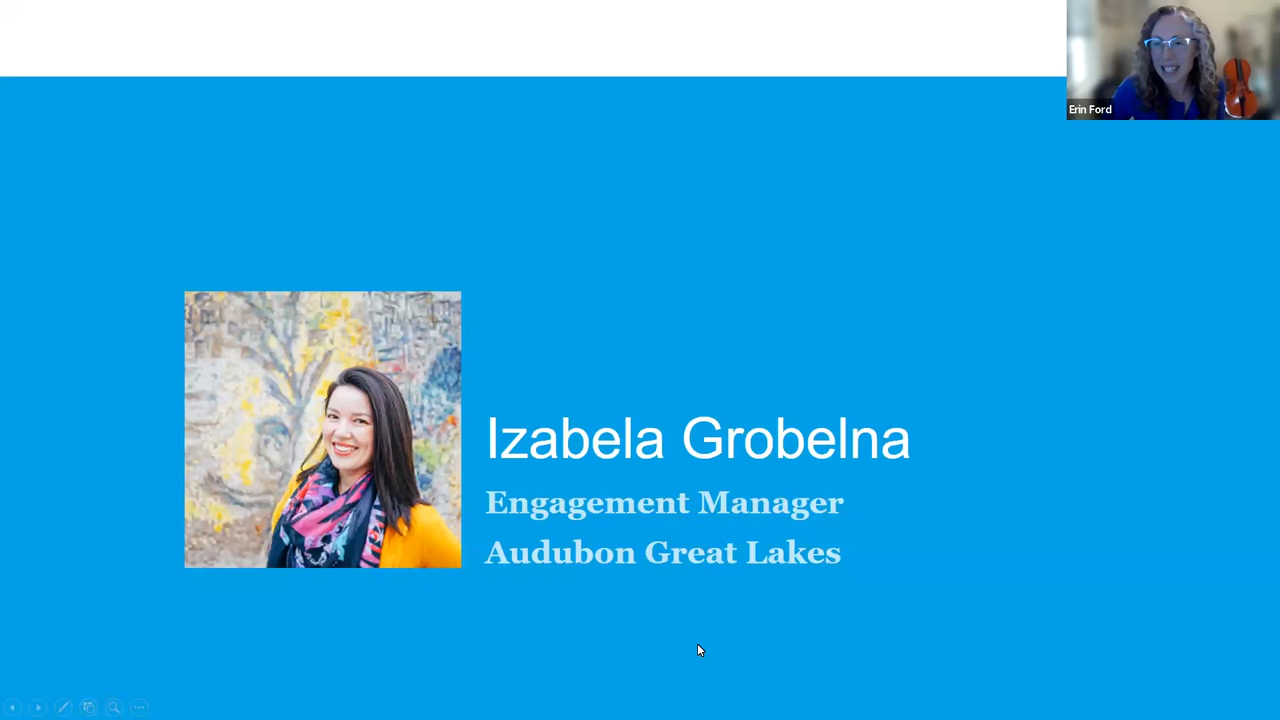 Erin Ford
Izabela Grobelna
Engagement Manager
Audubon Great Lakes